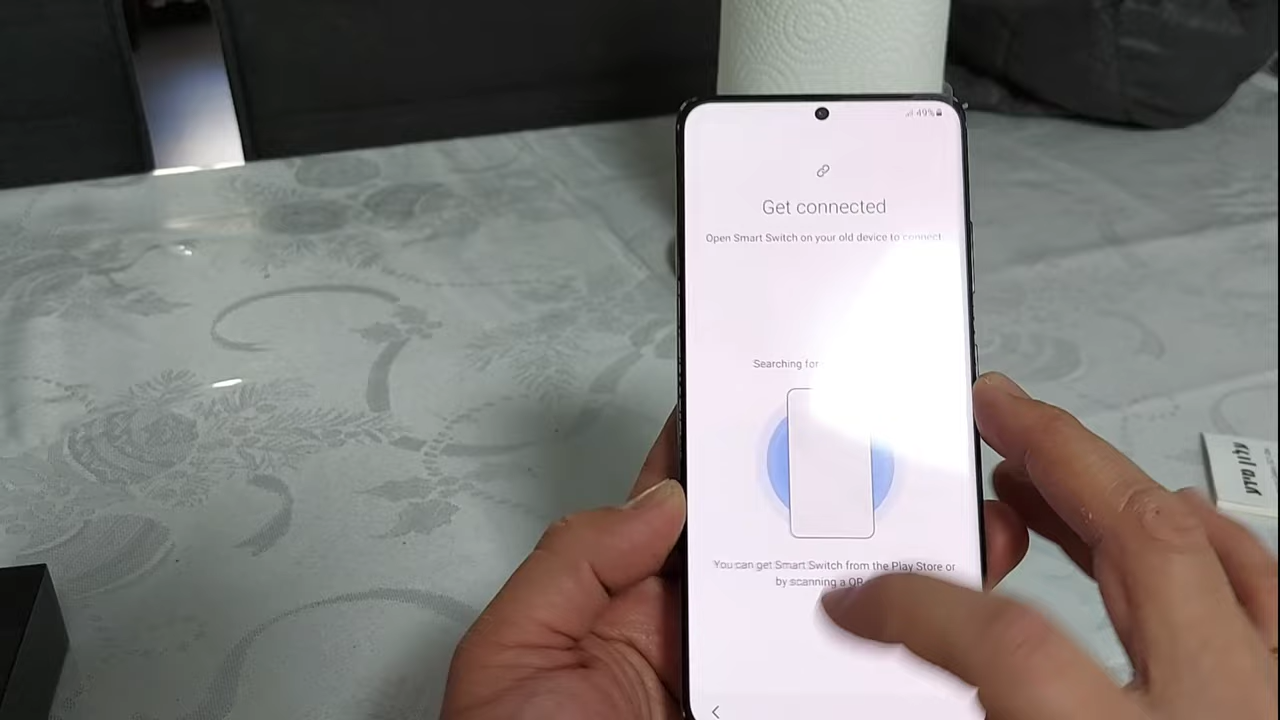 49%
Get connected
Open Smart Switch on your old device to connect.
Searching for
You can get Smart Switch from the Play Store or
by scanning a QR